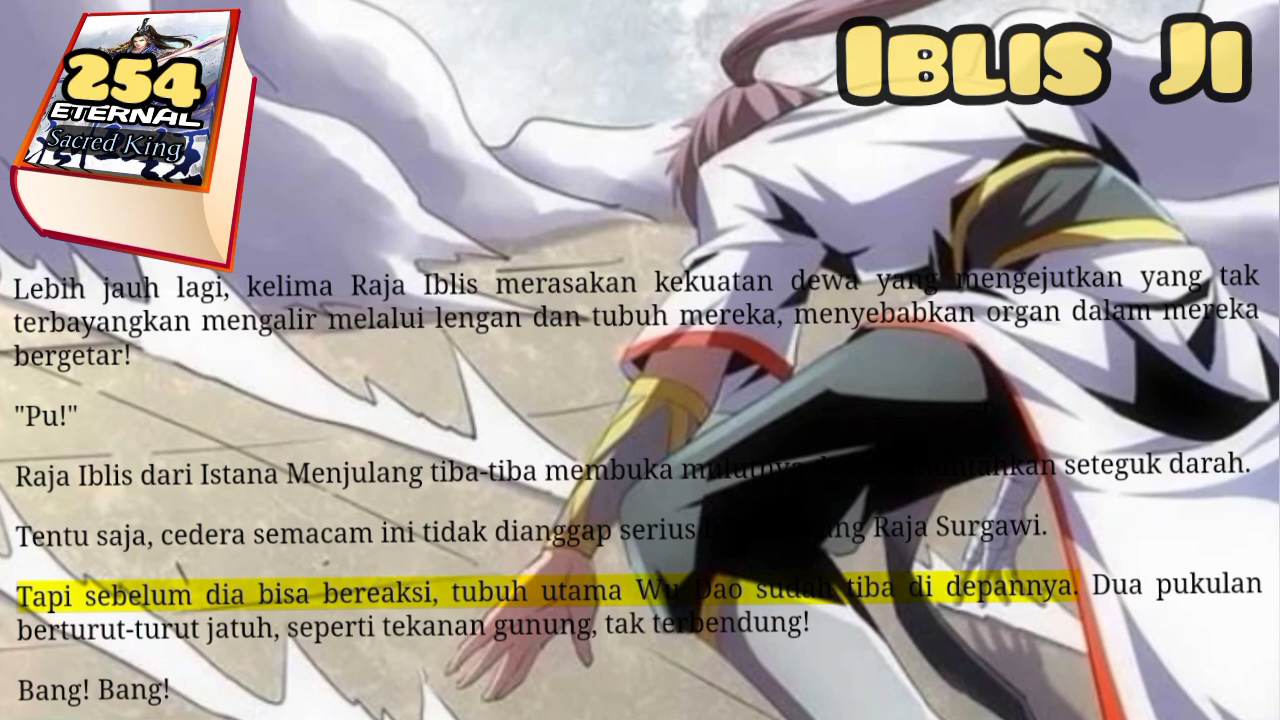 Iblis Ji
254
ETERNAL
Sacred King
Lebih jauh lagi, kelima Raja Iblis merasakan kekuatan dewa yang mengejutkan yang tak
terbayangkan mengalir melalui lengan dan tubuh mereka, menyebabkan organ dalam mereka
bergetar!
"Pu!"
Raja Iblis dari Istana Menjulang tiba-tiba membuka mulutnya seteguk darah.
Tentu saja, cedera semacam ini tidak dianggap serius Raja Surgawi.
Tapi sebelum dia bisa bereaksi, tubuh utama Wu Dao sudah tiba di depannya. Dua pukulan
berturut-turut jatuh, seperti tekanan gunung, tak terbendung!
Bang! Bang!